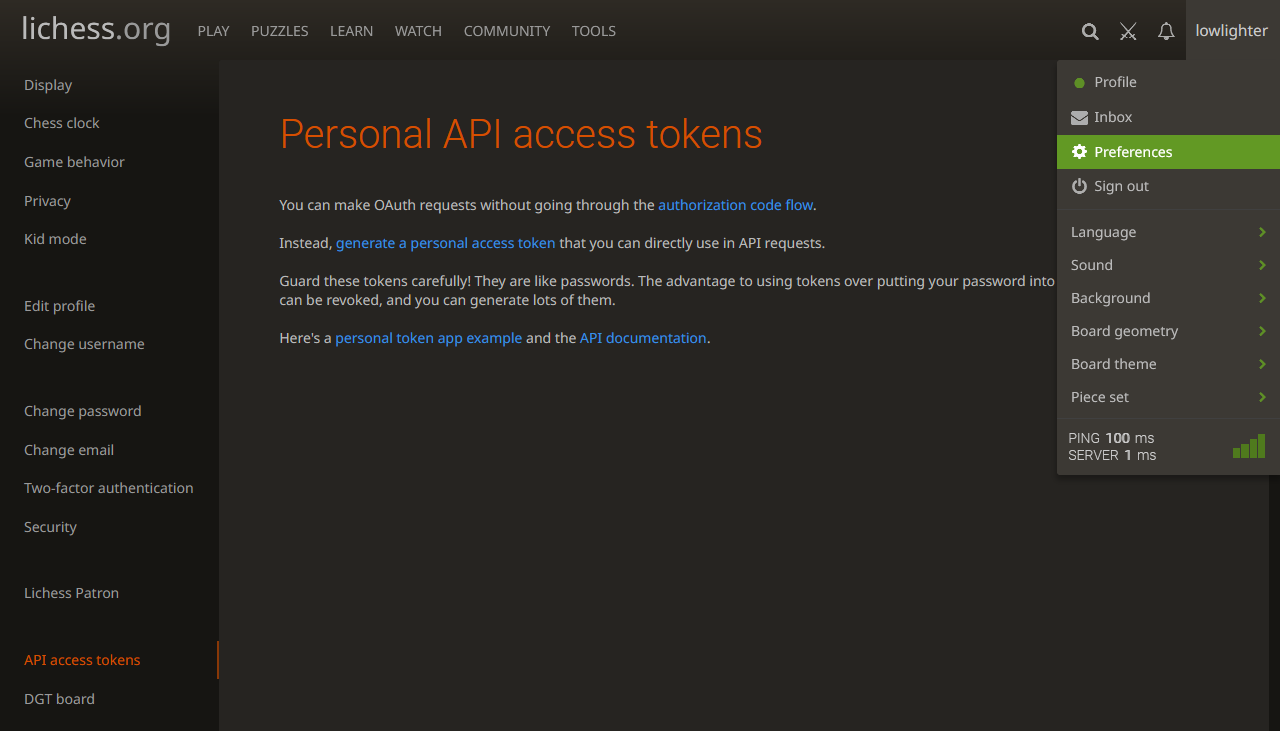 lichess.org PLAY PUZZLES LEARN WATCH COMMUNITY TOOLS lowlighter
Display
Chess clock
Game behavior
Privacy
Kid mode
Edit profile
Change username
Change password
Change email
Two-factor authentication
Security
Lichess Patron
API access tokens
DGT board
Personal API access tokens
You can make OAuth requests without going through the authorization code flow.
Instead, generate a personal access token that you can directly use in API requests.
Guard these tokens carefully! They are like passwords. The advantage to using tokens over putting your password into
can be revoked, and you can generate lots of them.
Here's a personal token app example and the API documentation.
Profile
Inbox
Preferences
Sign out
Language
Sound
Background
Board geometry
Board theme
Piece set
PING 100 ms
SERVER 1 ms